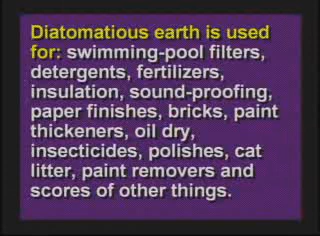 Diatomatious earth is used
for: swimming-pool filters,
detergents, fertilizers,
insulation, sound-proofing,
paper finishes, bricks, paint
thickeners, oil dry,
insecticides, polishes, cat
litter, paint removers and
scores of other things.